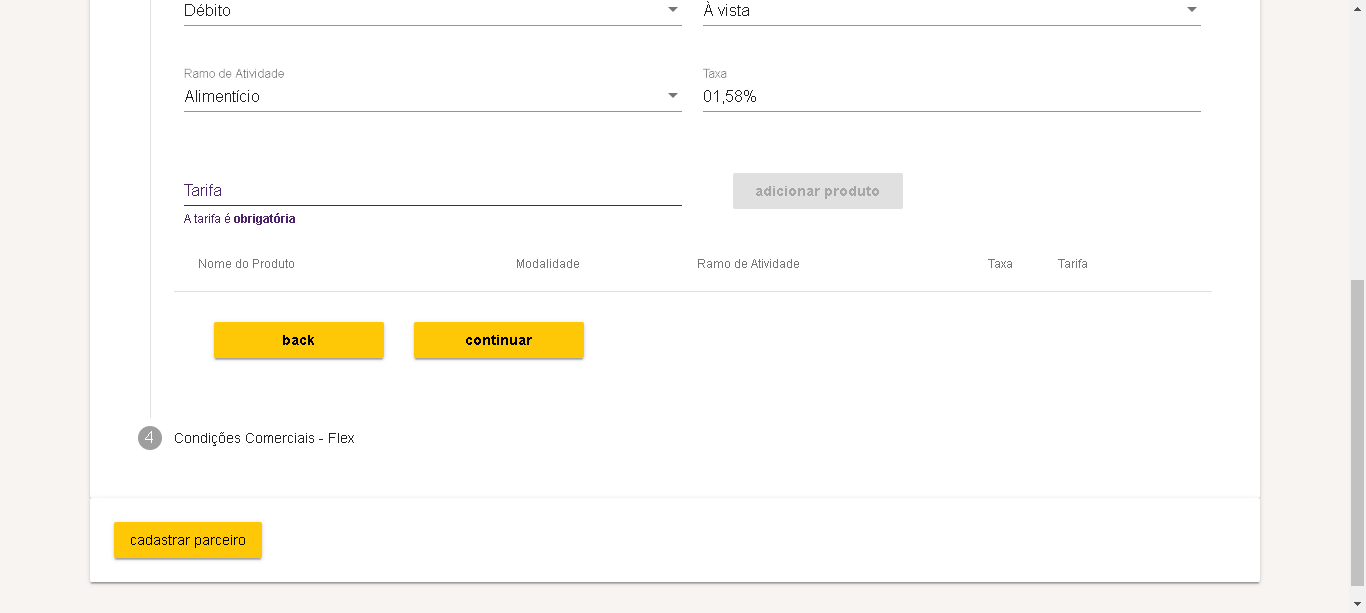 Débito
À vista
Ramo de Atividade
Taxa
Alimentício
01,58%
Tarifa
adicionar produto
A tarifa é obrigatória
Nome do Produto Modalidade Ramo de Atividade Taxa Tarifa
back
continuar
4 Condições Comerciais - Flex
cadastrar parceiro